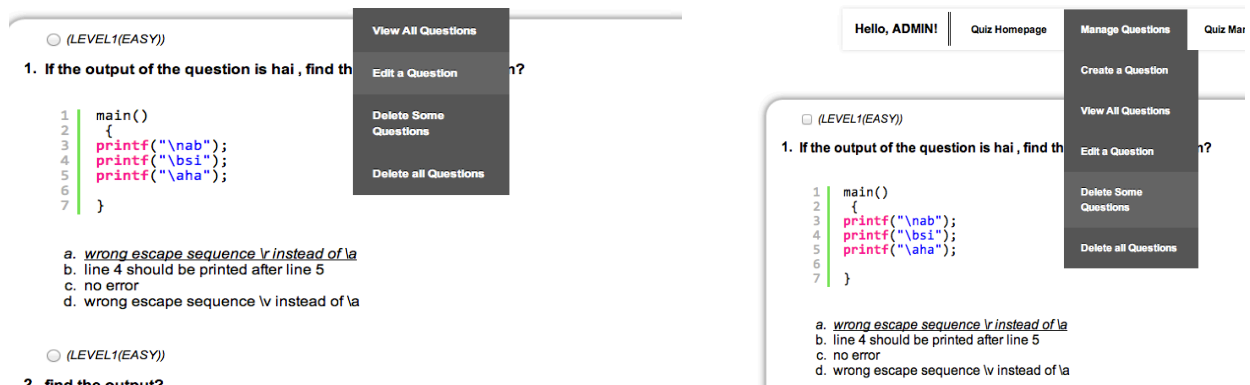 (LEVEL1(EASY))
1. If the output of the question is hai , find th n?
1 main()
2 {
3 printf("\nab");
4 printf("\bsi");
5 printf("\aha");
6
7 }
a. wrong escape sequence \r instead of \a
b. line 4 should be printed after line 5
c. no error
d. wrong escape sequence \v instead of \a
(LEVEL1(EASY))
2. find the output?
View All Questions
Edit a Question
Delete Some
Questions
Delete all Questions
Hello, ADMIN!
Quiz Homepage
Manage Questions
Quiz Mar
Create a Question
View All Questions
Edit a Question
Delete Some
Questions
Delete all Questions
(LEVEL1(EASY))
1. If the output of the question is hai , find th n?
1 main()
2 {
3 printf("\nab");
4 printf("\bsi");
5 printf("\aha");
6
7 }
a. wrong escape sequence \r instead of \a
b. line 4 should be printed after line 5
c. no error
d. wrong escape sequence \v instead of \a